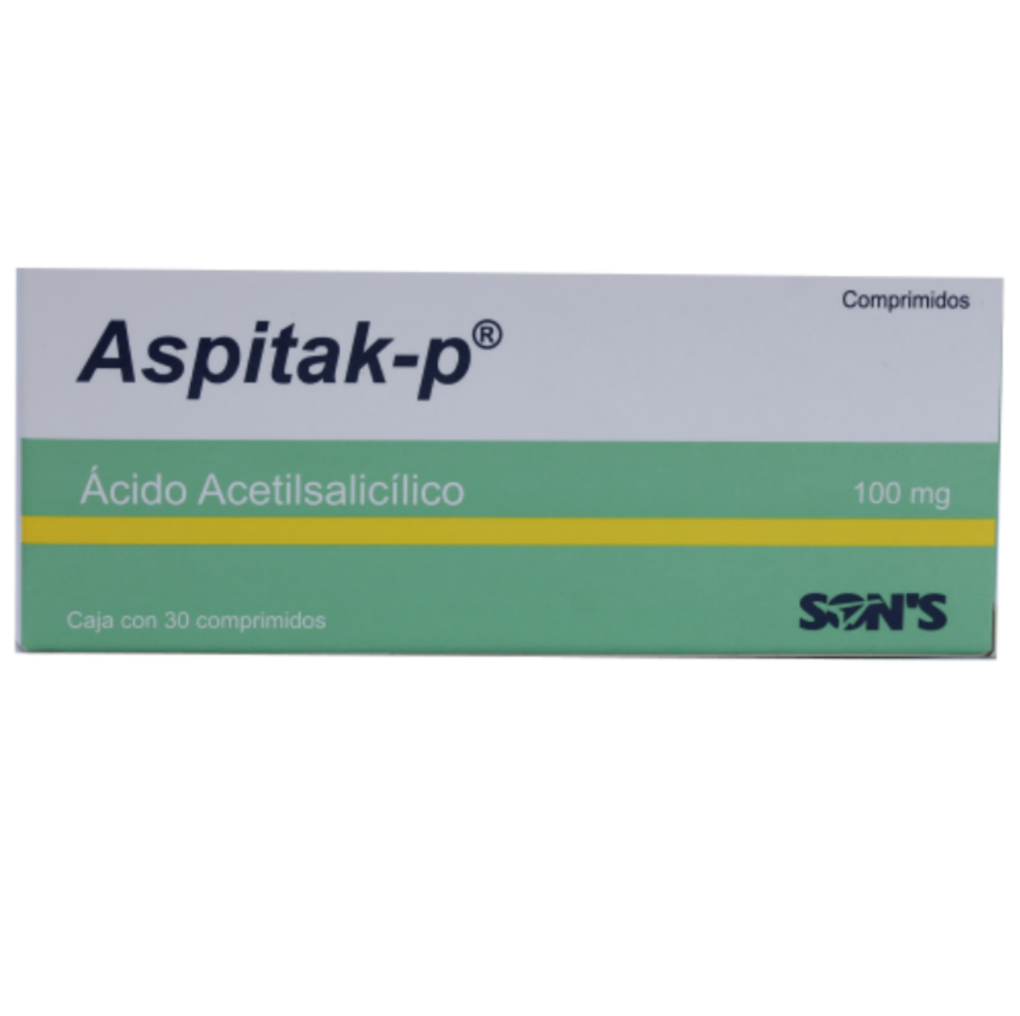 Comprimidos
Aspitak-p®
Ácido Acetilsalicílico
100 mg
Caja con 30 comprimidos
SON'S